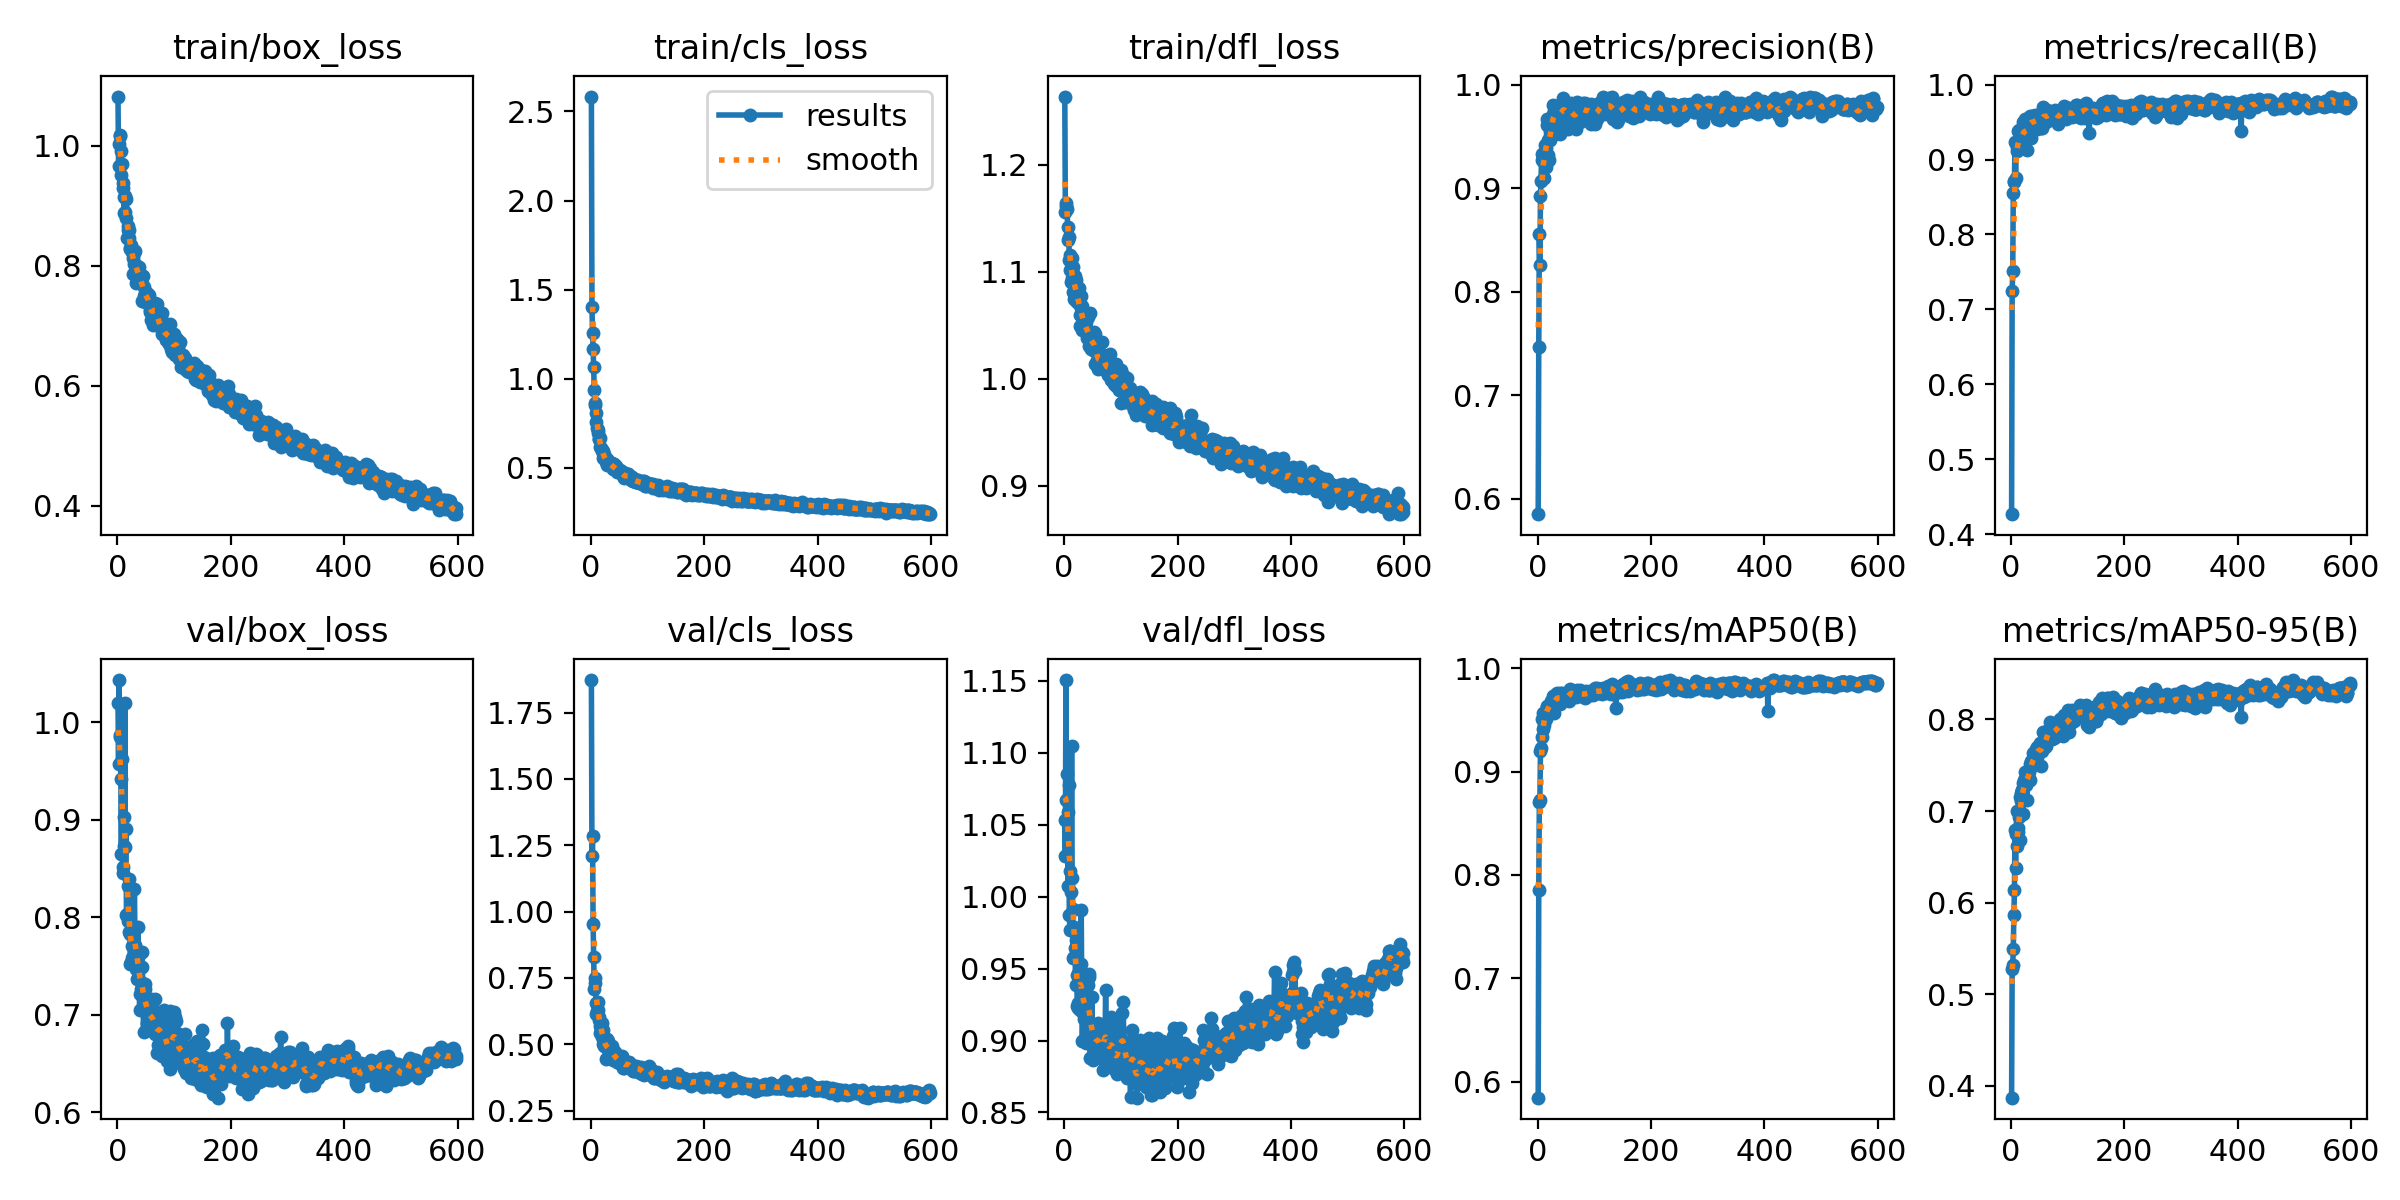 train/box_loss
train/cls_loss
train/dfl_loss
metrics/precision(B)
metrics/recall(B)
results
smooth
1.0
0.8
0.6
0.4
0 200 400 600
2.5
2.0
1.5
1.0
0.5
0 200 400 600
1.2
1.1
1.0
0.9
0 200 400 600
1.0
0.9
0.8
0.7
0.6
0 200 400 600
1.0
0.9
0.8
0.7
0.6
0.5
0.4
0 200 400 600
val/box_loss
val/cls_loss
val/dfl_loss
metrics/mAP50(B)
metrics/mAP50-95(B)
1.0
0.9
0.8
0.7
0.6
0 200 400 600
1.75
1.50
1.25
1.00
0.75
0.50
0.25
0 200 400 600
1.15
1.10
1.05
1.00
0.95
0.90
0.85
0 200 400 600
1.0
0.9
0.8
0.7
0.6
0 200 400 600
0.8
0.7
0.6
0.5
0.4
0 200 400 600